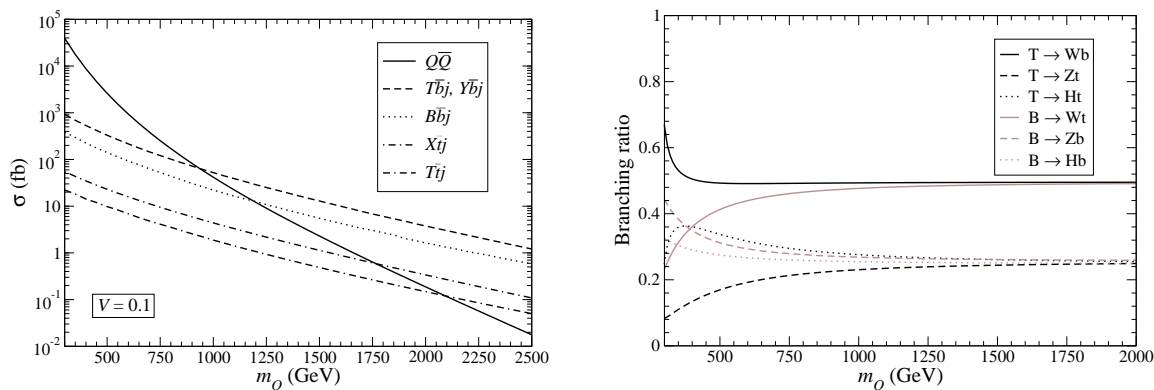 10^5
10^4
10^3
10^2
10
1
10^-1
10^-2
σ (fb)
QQ̅
Tb̅j, Yb̅j
Bb̅j
Xt̅j
Tt̅j
V = 0.1
500 750 1000 1250 1500 1750 2000 2250 2500
m_Q (GeV)
1
0.8
0.6
0.4
0.2
0
Branching ratio
T → Wb
T → Zt
T → Ht
B → Wt
B → Zb
B → Hb
500 750 1000 1250 1500 1750 2000
m_Q (GeV)